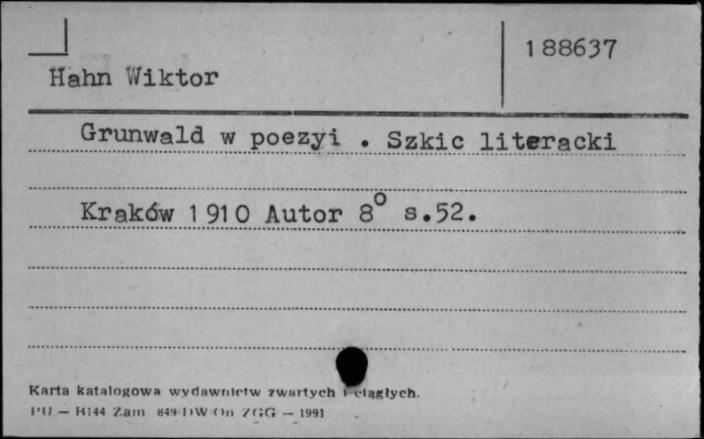 188637
Hahn Wiktor
Grunwald w poezyi . Szkic literacki
Kraków 1910 Autor 8° s.52.
Karta katalogowa wydawnictw zwartych i ciągłych.
PU — H144 Zam 849 DW On ZGG — 1991